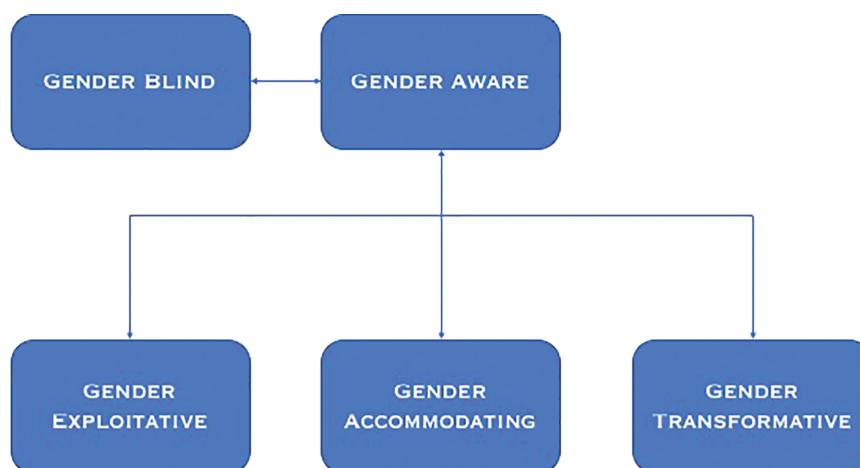 GENDER BLIND
GENDER AWARE
GENDER
EXPLOITATIVE
GENDER
ACCOMMODATING
GENDER
TRANSFORMATIVE